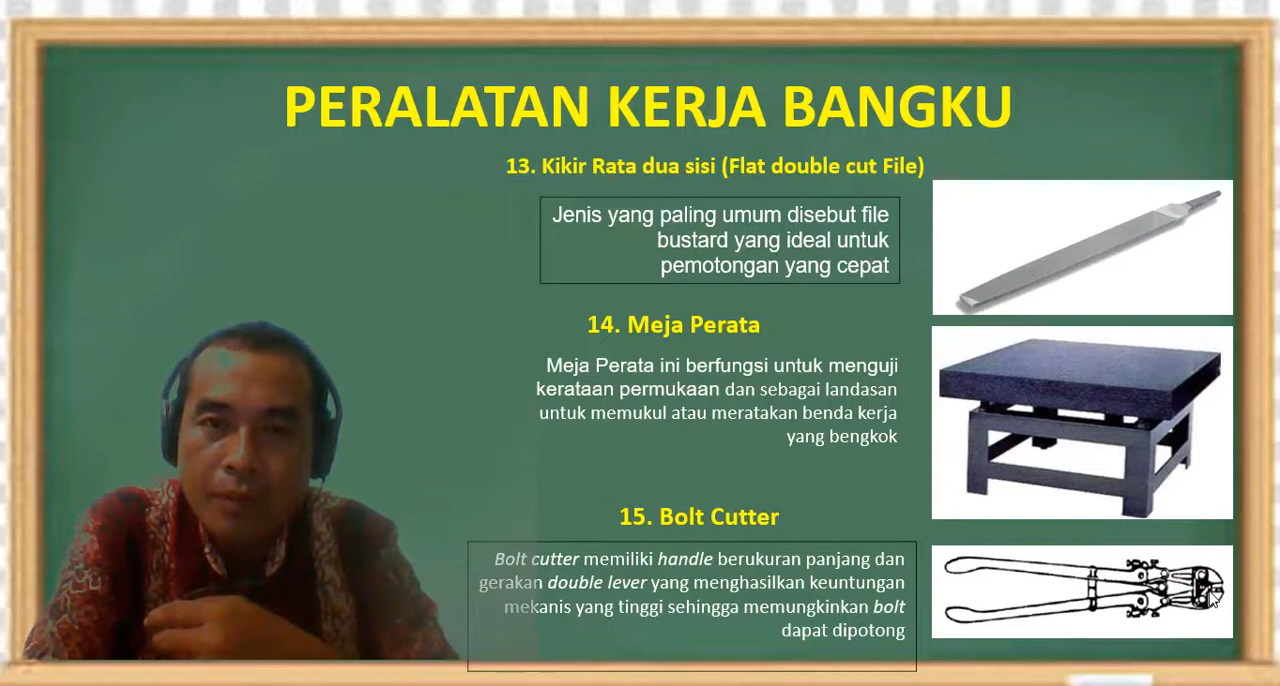 PERALATAN KERJA BANGKU
13. Kikir Rata dua sisi (Flat double cut File)
Jenis yang paling umum disebut file
bustard yang ideal untuk
pemotongan yang cepat
14. Meja Perata
Meja Perata ini berfungsi untuk menguji
kerataan permukaan dan sebagai landasan
untuk memukul atau meratakan benda kerja
yang bengkok
15. Bolt Cutter
Bolt cutter memiliki handle berukuran panjang dan
gerakan double lever yang menghasilkan keuntungan
mekanis yang tinggi sehingga memungkinkan bolt
dapat dipotong